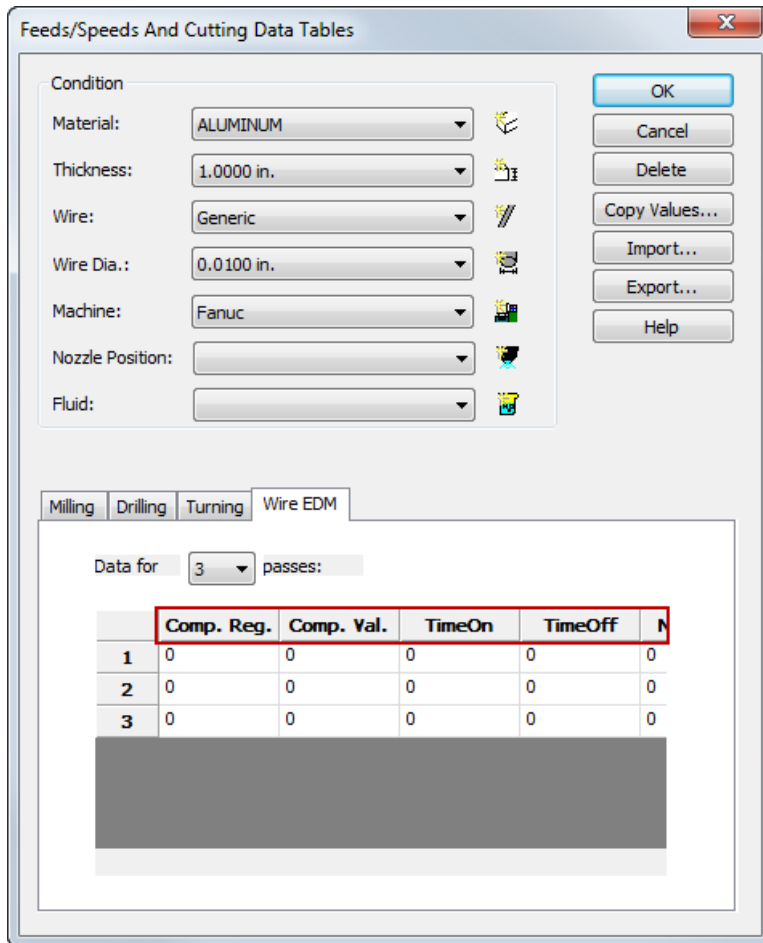 Feeds/Speeds And Cutting Data Tables
Condition
Material: ALUMINUM
Thickness: 1.0000 in.
Wire: Generic
Wire Dia.: 0.0100 in.
Machine: Fanuc
Nozzle Position:
Fluid:
OK
Cancel
Delete
Copy Values...
Import...
Export...
Help
Milling Drilling Turning Wire EDM
Data for 3 passes:
Comp. Reg. Comp. Val. TimeOn TimeOff N
1 0 0 0 0 0
2 0 0 0 0 0
3 0 0 0 0 0